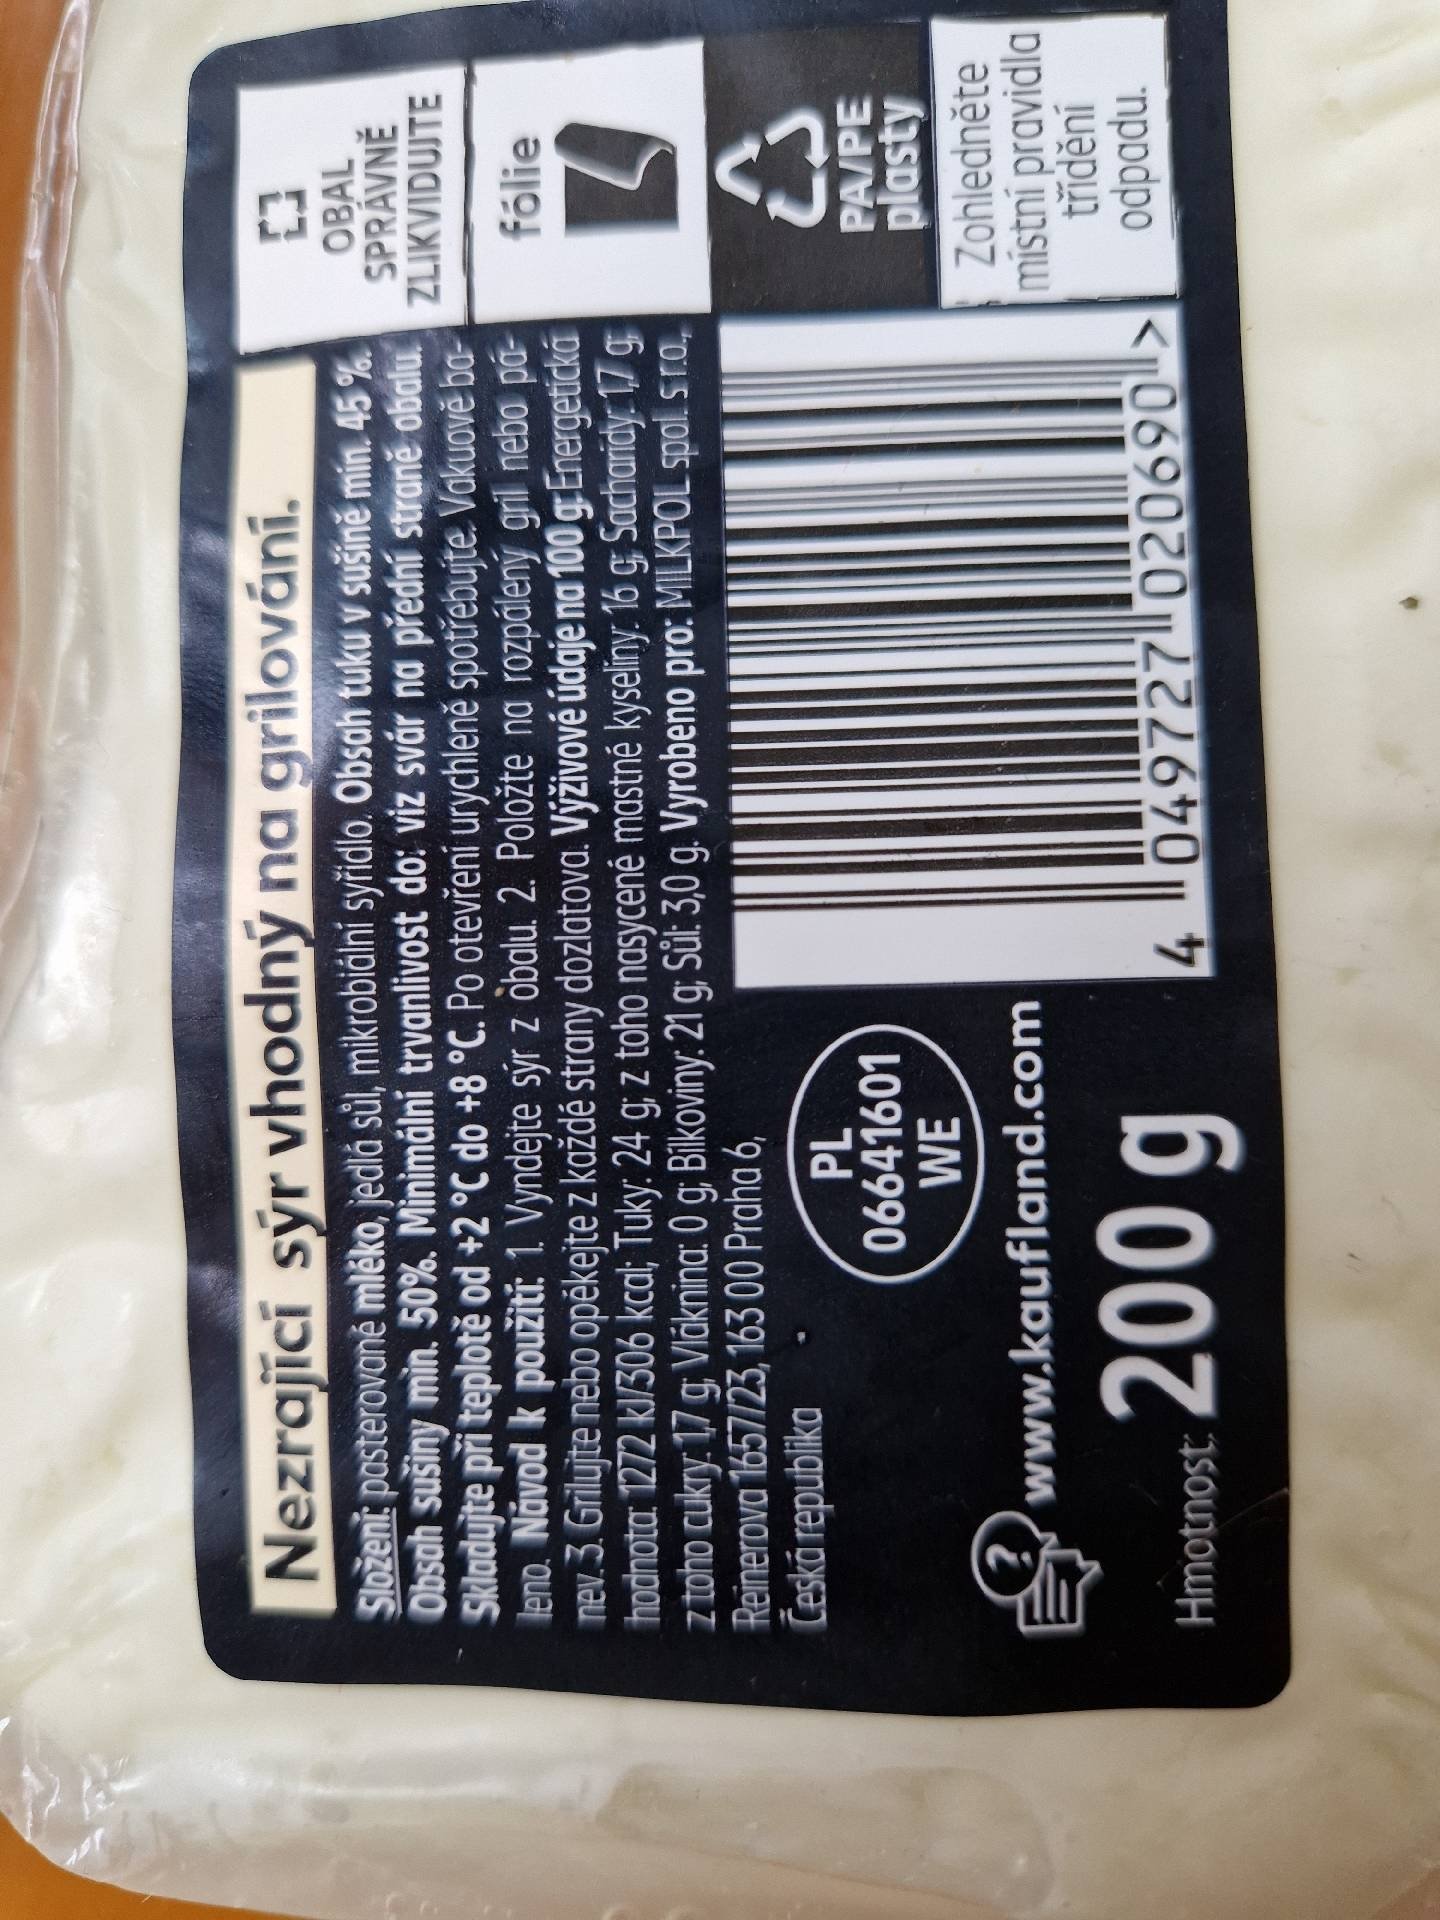 Nezrající sýr vhodný na grilování.
Složení: pasterované mléko, jedlá sůl, mikrobiální syřidlo. Obsah tuku v sušině min. 45 %.
Obsah sušiny min. 50%. Minimální trvanlivost do: viz svár na přední straně obalu.
Skladujte při teplotě od +2 °C do +8 °C. Po otevření urychleně spotřebujte. Vakuově ba-
leno. Návod k použití: 1. Vyndejte sýr z obalu. 2. Položte na rozpálený gril nebo pá-
nev. 3. Grilujte nebo opékejte z každé strany dozlatova. Výživové údaje na 100 g: Energetická
hodnota: 1272 kJ/306 kcal; Tuky: 24 g; z toho nasycené mastné kyseliny: 16 g; Sacharidy: 1,7 g;
z toho cukry: 1,7 g; Vláknina: 0 g; Bílkoviny: 21 g; Sůl: 3,0 g. Vyrobeno pro: MILKPOL spol. s r.o.,
Reimerova 1657/23, 163 00 Praha 6,
Česká republika
PL
06641601
WE
www.kaufland.com
Hmotnost: 200 g
4 049727 020690 >
OBAL
SPRÁVNĚ
ZLIKVIDUJTE
fólie
PA/PE
plasty
Zohledněte
místní pravidla
třídění
odpadu.